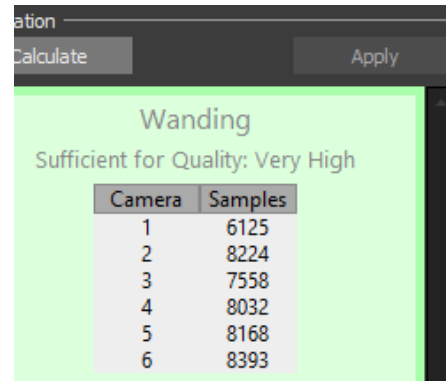 ation
Calculate Apply
Wanding
Sufficient for Quality: Very High
Camera Samples
1 6125
2 8224
3 7558
4 8032
5 8168
6 8393